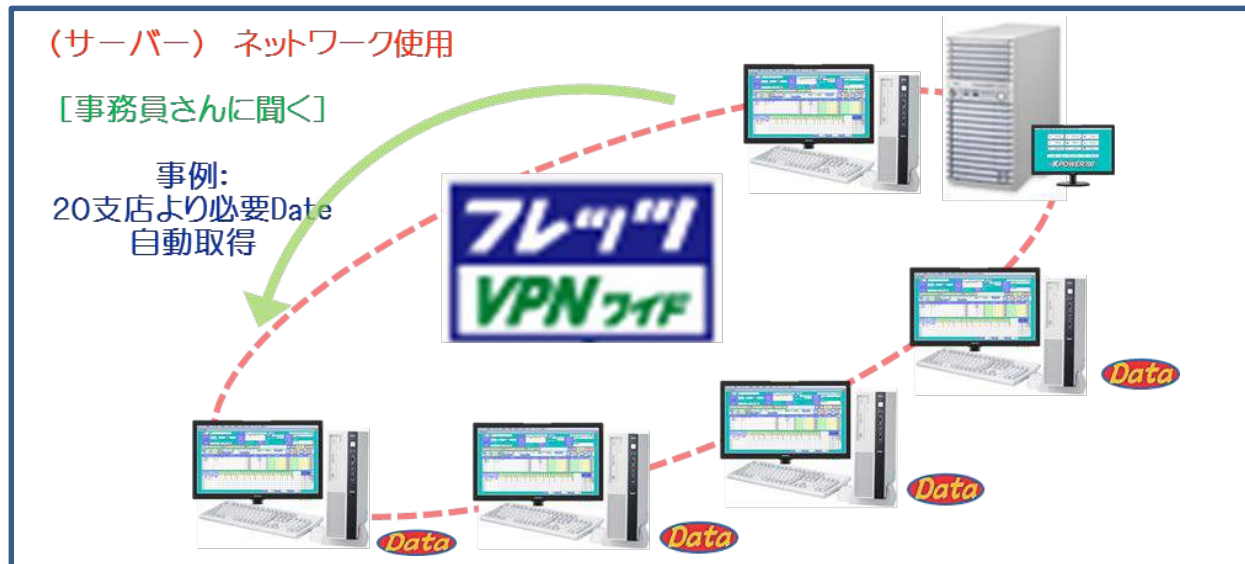 （サーバー） ネットワーク使用
［事務員さんに聞く］
事例：
20支店より必要Date
自動取得
フレッツ
VPNワイド
Data
Data
Data
Data